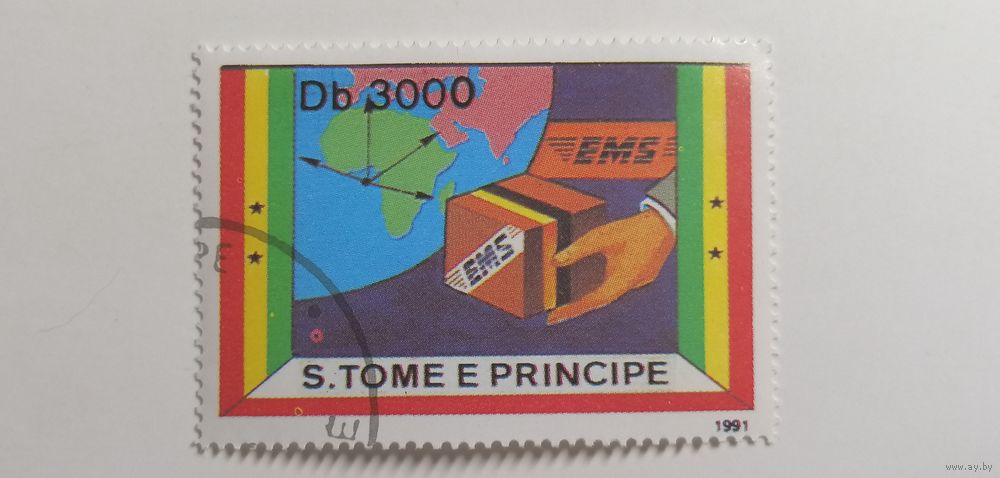 Db 3000
EMS
EMS
S.TOME E PRINCIPE
1991
www.ay.by